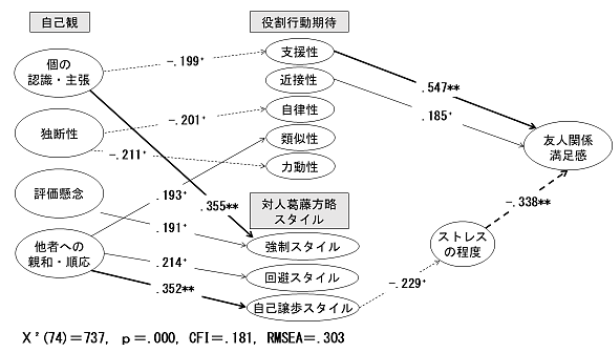 自己観
役割行動期待
個の
認識・主張
独断性
評価懸念
他者への
親和・順応
支援性
近接性
自律性
類似性
力動性
対人葛藤方略
スタイル
強制スタイル
回避スタイル
自己譲歩スタイル
ストレス
の程度
友人関係
満足感
-.199⁺
-.201⁺
-.211⁺
.193⁺
.355**
.191⁺
.214⁺
.352**
.547**
.185⁺
-.338**
-.229⁺
X²(74)=737, p=.000, CFI=.181, RMSEA=.303